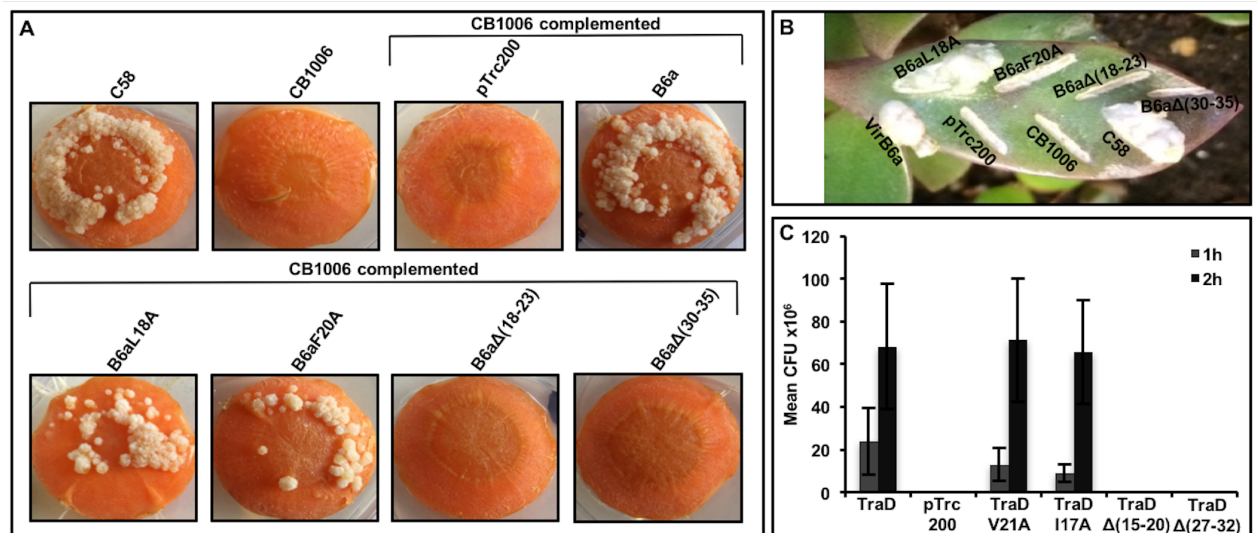 A
CB1006 complemented
C58
CB1006
pTrc200
B6a
CB1006 complemented
B6aL18A
B6aF20A
B6aΔ(18-23)
B6aΔ(30-35)
B
B6aL18A
B6aF20A
B6aΔ(18-23)
B6aΔ(30-35)
VirB6a
pTrc200
CB1006
C58
C
120
100
80
60
40
20
0
Mean CFU x10⁶
1h
2h
TraD
pTrc
200
TraD
V21A
TraD
I17A
TraD
Δ(15-20)
TraD
Δ(27-32)